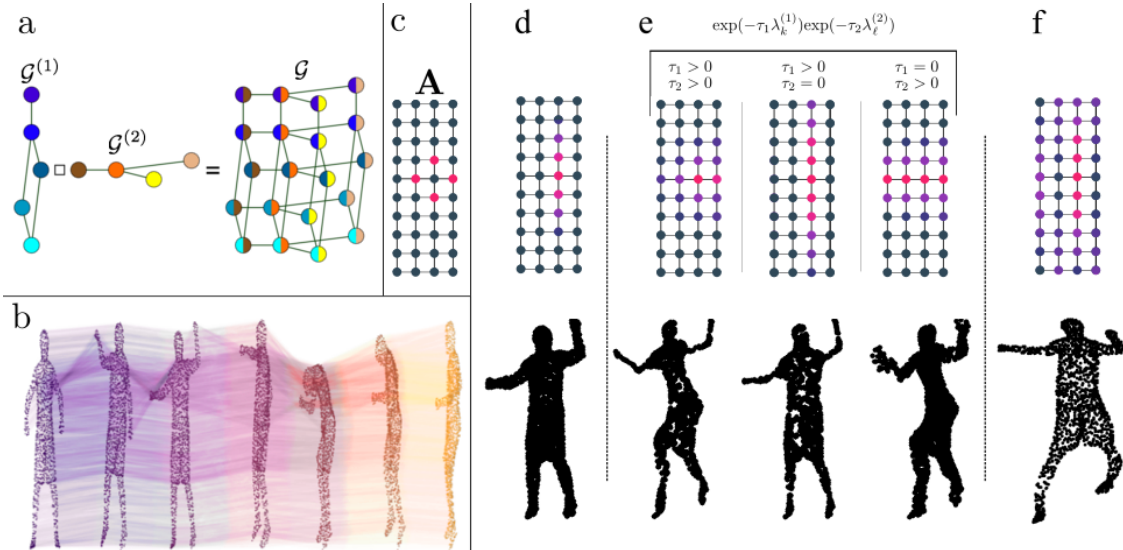 a
𝒢⁽¹⁾
𝒢⁽²⁾
□
=
𝒢
b
c
A
d
e
exp(−τ₁λₖ⁽¹⁾)exp(−τ₂λ_ℓ⁽²⁾)
τ₁ > 0
τ₂ > 0
τ₁ > 0
τ₂ = 0
τ₁ = 0
τ₂ > 0
f